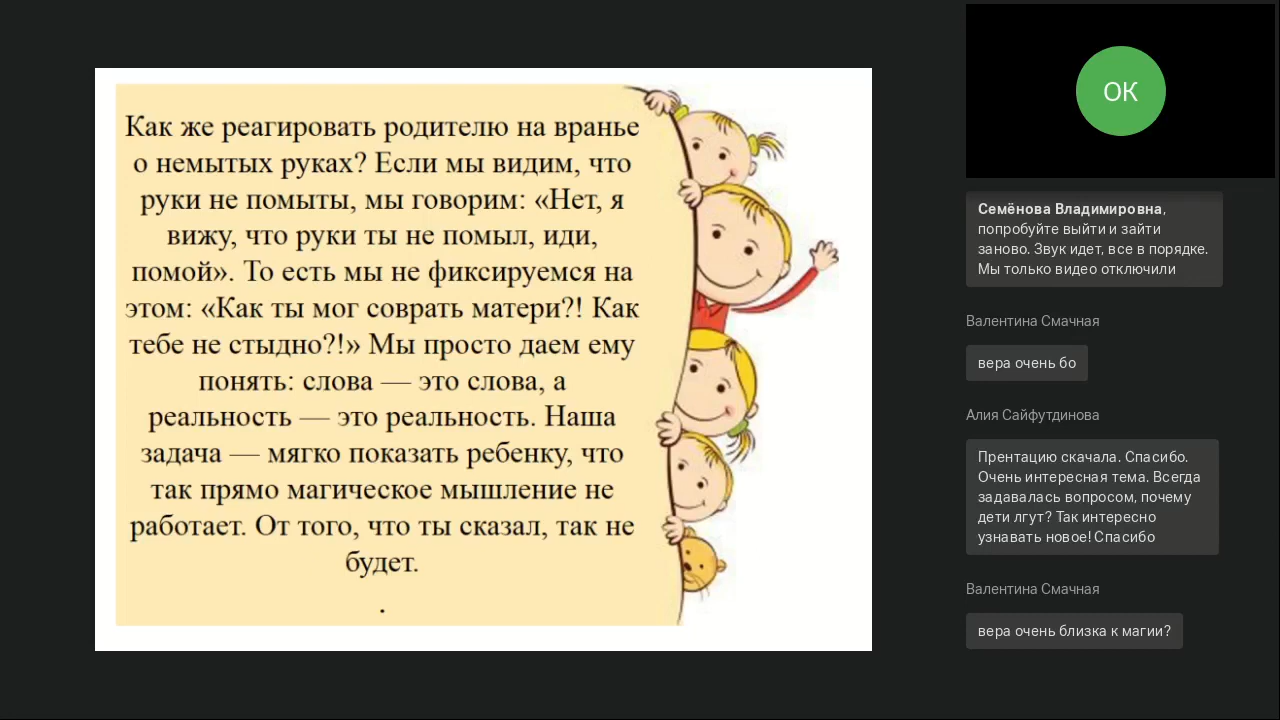 Как же реагировать родителю на вранье
о немытых руках? Если мы видим, что
руки не помыты, мы говорим: «Нет, я
вижу, что руки ты не помыл, иди,
помой». То есть мы не фиксируемся на
этом: «Как ты мог соврать матери?! Как
тебе не стыдно?!» Мы просто даем ему
понять: слова — это слова, а
реальность — это реальность. Наша
задача — мягко показать ребенку, что
так прямо магическое мышление не
работает. От того, что ты сказал, так не
будет.
.
ОК
Семёнова Владимировна,
попробуйте выйти и зайти
заново. Звук идет, все в порядке.
Мы только видео отключили
Валентина Смачная
вера очень бо
Алия Сайфутдинова
Прентацию скачала. Спасибо.
Очень интересная тема. Всегда
задавалась вопросом, почему
дети лгут? Так интересно
узнавать новое! Спасибо
Валентина Смачная
вера очень близка к магии?